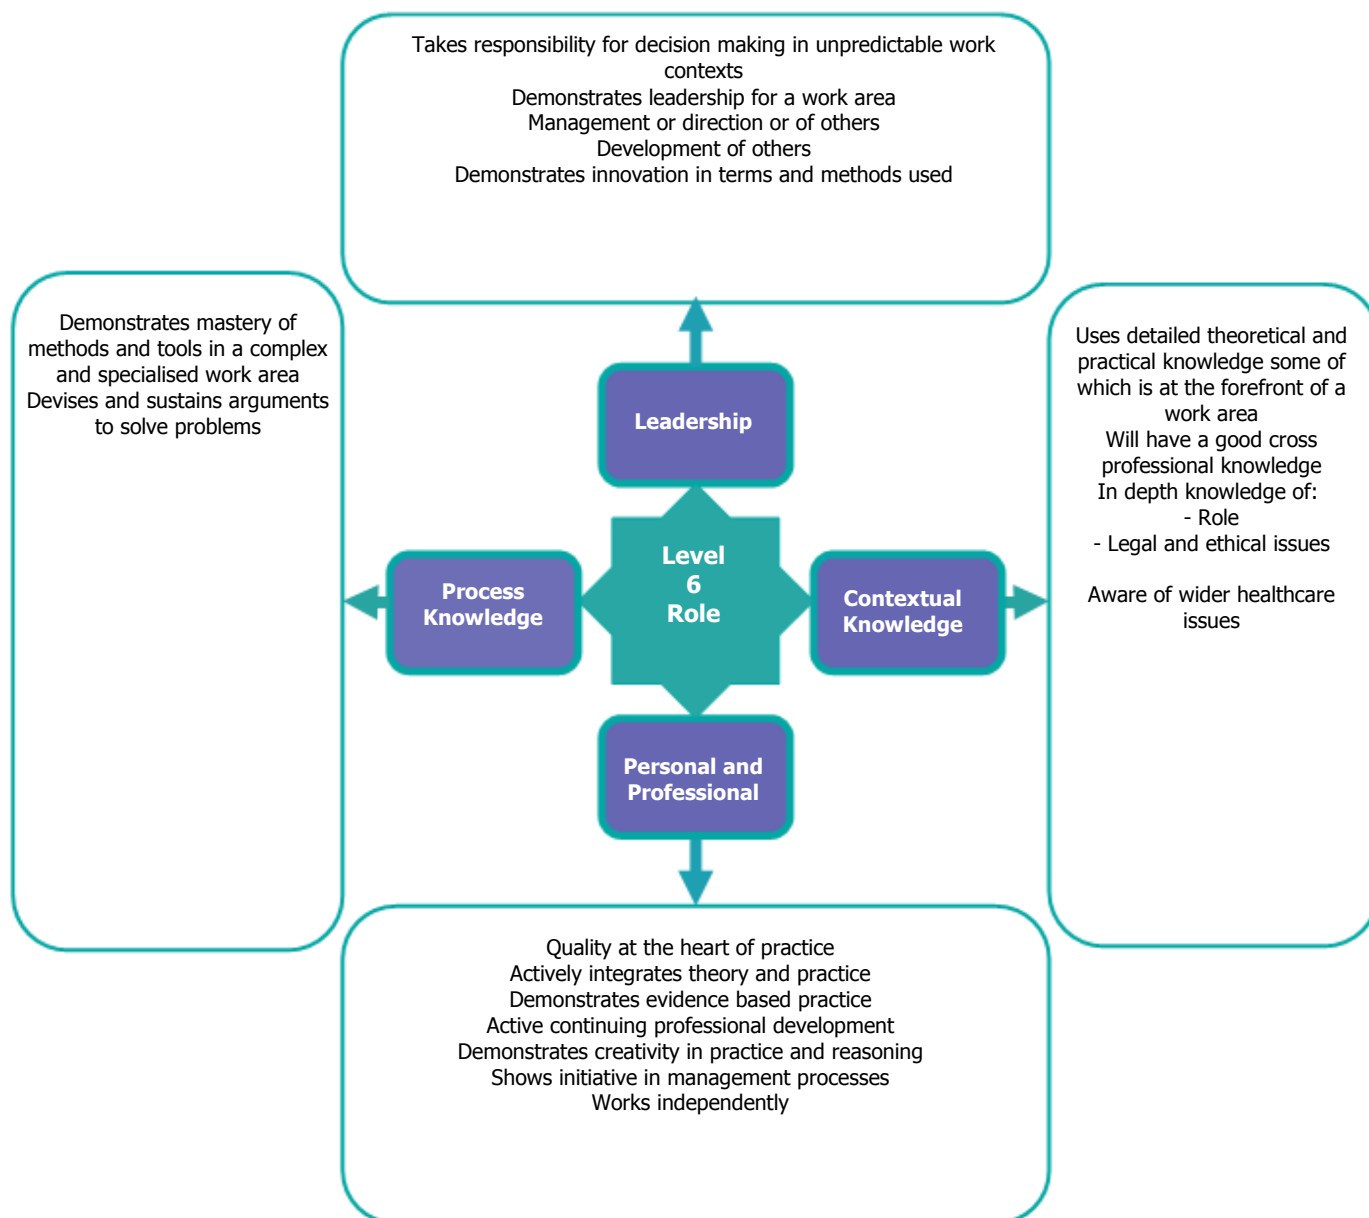 Takes responsibility for decision making in unpredictable work
contexts
Demonstrates leadership for a work area
Management or direction or of others
Development of others
Demonstrates innovation in terms and methods used
Demonstrates mastery of
methods and tools in a complex
and specialised work area
Devises and sustains arguments
to solve problems
Leadership
Level
6
Role
Process
Knowledge
Contextual
Knowledge
Personal and
Professional
Uses detailed theoretical and
practical knowledge some of
which is at the forefront of a
work area
Will have a good cross
professional knowledge
In depth knowledge of:
- Role
- Legal and ethical issues
Aware of wider healthcare
issues
Quality at the heart of practice
Actively integrates theory and practice
Demonstrates evidence based practice
Active continuing professional development
Demonstrates creativity in practice and reasoning
Shows initiative in management processes
Works independently